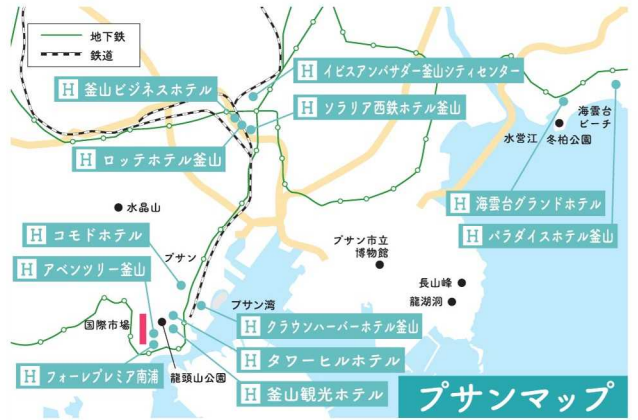 地下鉄
鉄道
H イビスアンバサダー釜山シティセンター
H 釜山ビジネスホテル
H ソラリア西鉄ホテル釜山
H ロッテホテル釜山
海雲台
ビーチ
水営江
冬柏公園
H 海雲台グランドホテル
H パラダイスホテル釜山
水晶山
H コモドホテル
プサン
プサン市立
博物館
H アベンツリー釜山
長山峰
龍湖洞
プサン湾
国際市場
H クラウンハーバーホテル釜山
H タワーヒルホテル
H フォーレプレミア南浦
龍頭山公園
H 釜山観光ホテル
プサンマップ